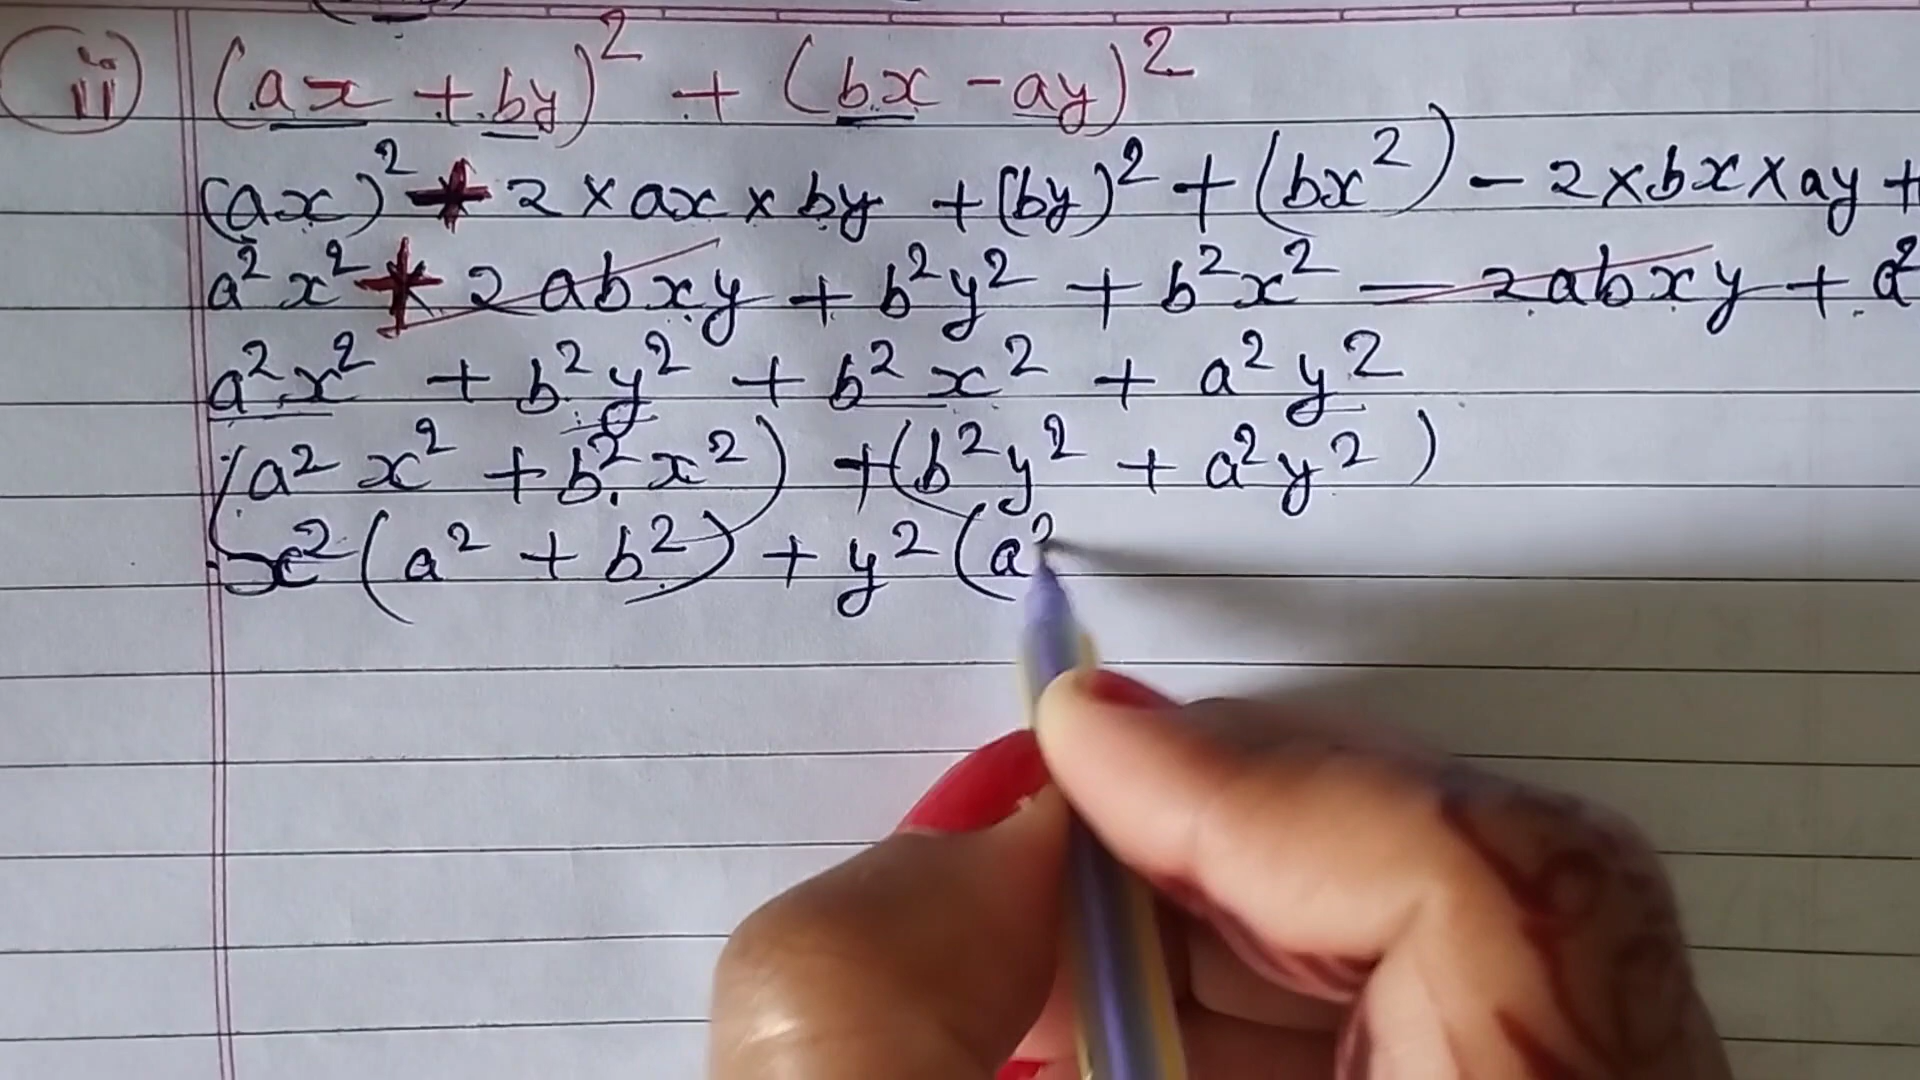 (ii) (ax + by)² + (bx - ay)²
(ax)² + 2 × ax × by + (by)² + (bx²) - 2 × bx × ay +
a²x² + 2abxy + b²y² + b²x² - 2abxy + a²
a²x² + b²y² + b²x² + a²y²
(a²x² + b²x²) + (b²y² + a²y²)
x²(a² + b²) + y²(a²